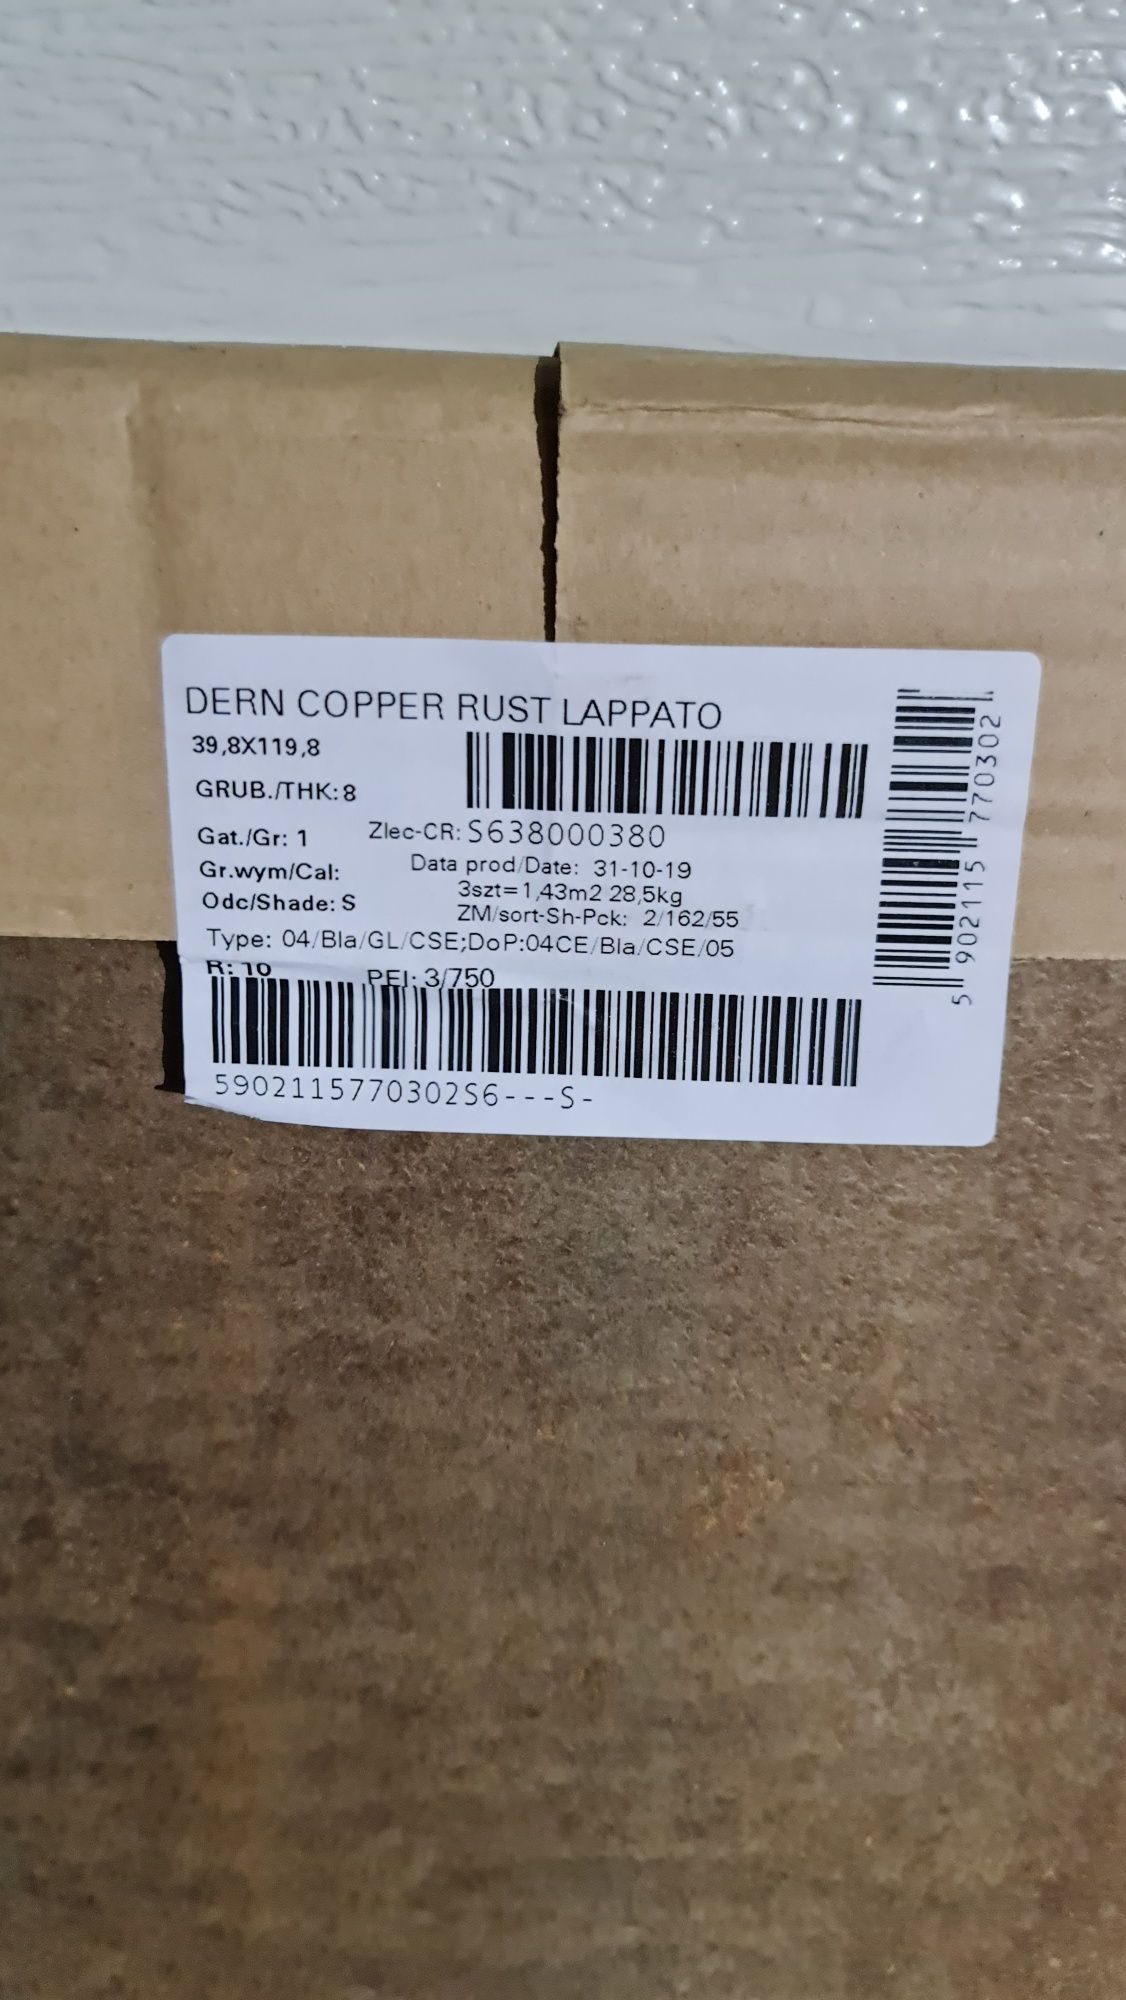 DERN COPPER RUST LAPPATO
39,8X119,8
GRUB./THK: 8
Gat./Gr: 1
Zlec-CR: S638000380
Gr.wym/Cal:
Data prod/Date: 31-10-19
3szt=1,43m2 28,5kg
Odc/Shade: S
ZM/sort-Sh-Pck: 2/162/55
Type: 04/Bla/GL/CSE;DoP:04CE/Bla/CSE/05
R: 10 PEI: 3/750
5902115770302S6---S-
5 902115 770302